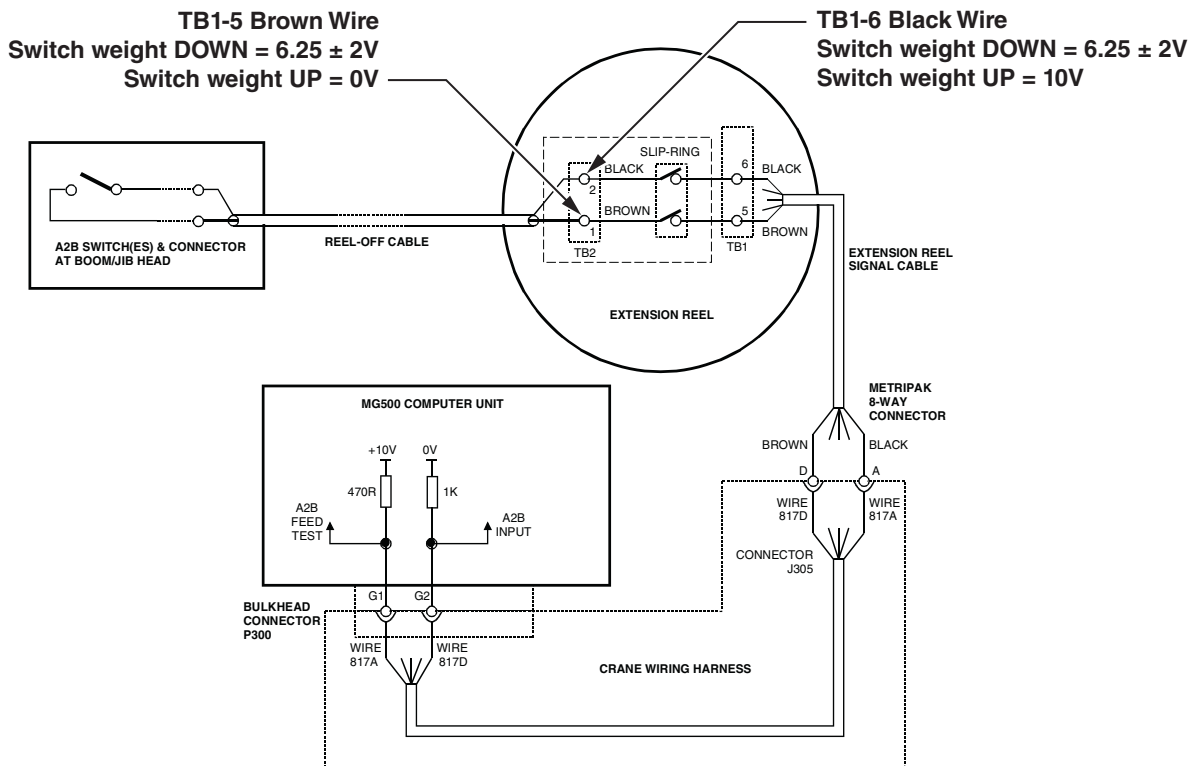 TB1-5 Brown Wire
Switch weight DOWN = 6.25 ± 2V
Switch weight UP = 0V
TB1-6 Black Wire
Switch weight DOWN = 6.25 ± 2V
Switch weight UP = 10V
A2B SWITCH(ES) & CONNECTOR
AT BOOM/JIB HEAD
REEL-OFF CABLE
SLIP-RING
BLACK
2
6
BLACK
BROWN
1
5
BROWN
TB2
TB1
EXTENSION REEL
EXTENSION REEL
SIGNAL CABLE
METRIPAK
8-WAY
CONNECTOR
BROWN
BLACK
D
A
WIRE
817D
WIRE
817A
CONNECTOR
J305
MG500 COMPUTER UNIT
+10V
0V
470R
1K
A2B
FEED
TEST
A2B
INPUT
G1
G2
BULKHEAD
CONNECTOR
P300
WIRE
817A
WIRE
817D
CRANE WIRING HARNESS